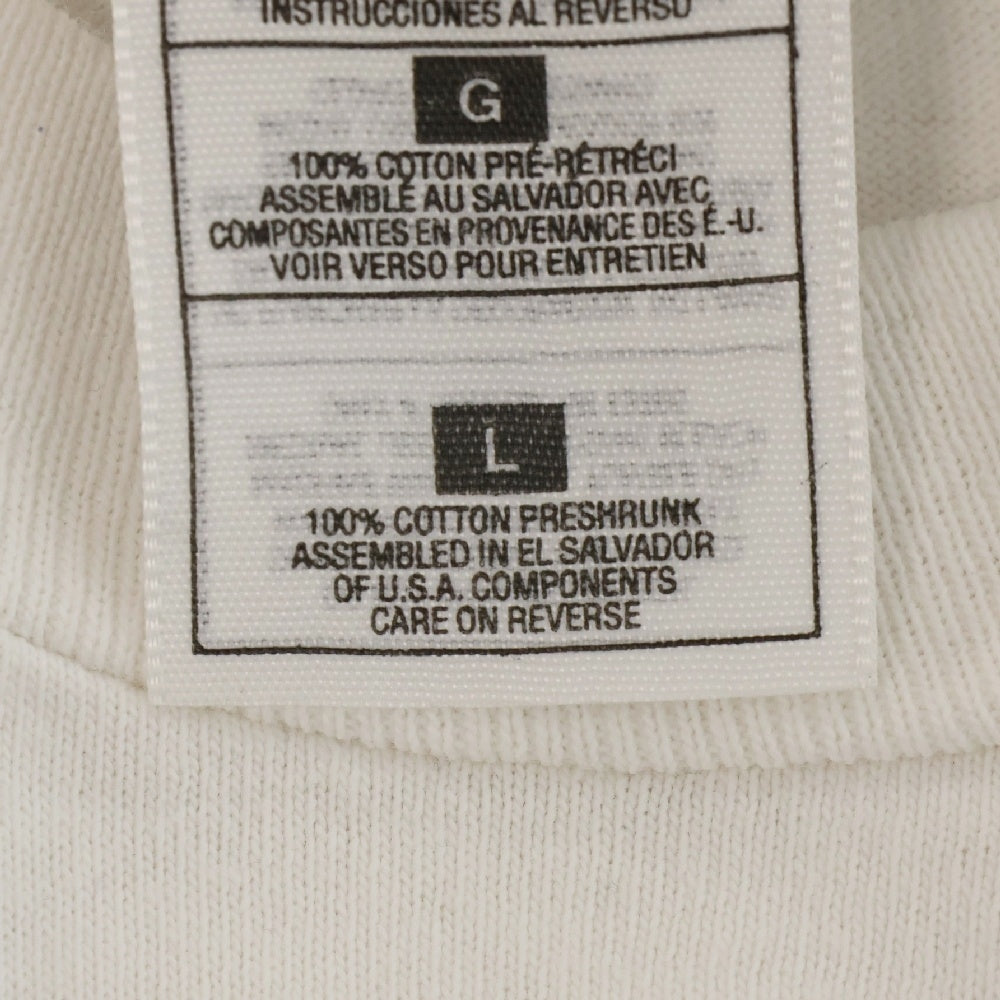 INSTRUCCIONES AL REVERSO
G
100% COTON PRÉ-RÉTRÉCI
ASSEMBLÉ AU SALVADOR AVEC
COMPOSANTES EN PROVENANCE DES É.-U.
VOIR VERSO POUR ENTRETIEN
L
100% COTTON PRESHRUNK
ASSEMBLED IN EL SALVADOR
OF U.S.A. COMPONENTS
CARE ON REVERSE